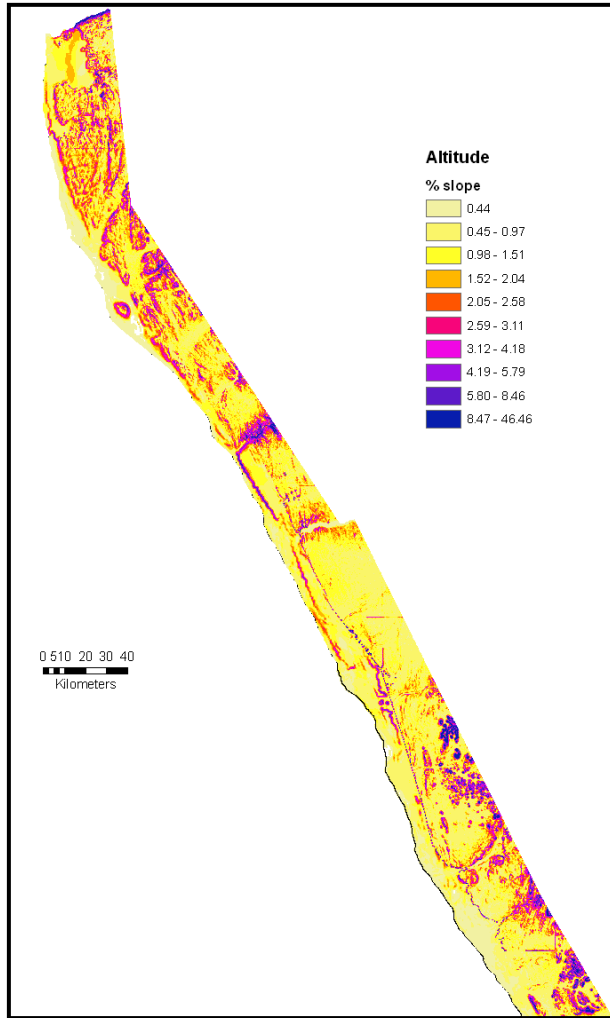 Altitude
% slope
0.44
0.45 - 0.97
0.98 - 1.51
1.52 - 2.04
2.05 - 2.58
2.59 - 3.11
3.12 - 4.18
4.19 - 5.79
5.80 - 8.46
8.47 - 46.46
0 510 20 30 40
Kilometers